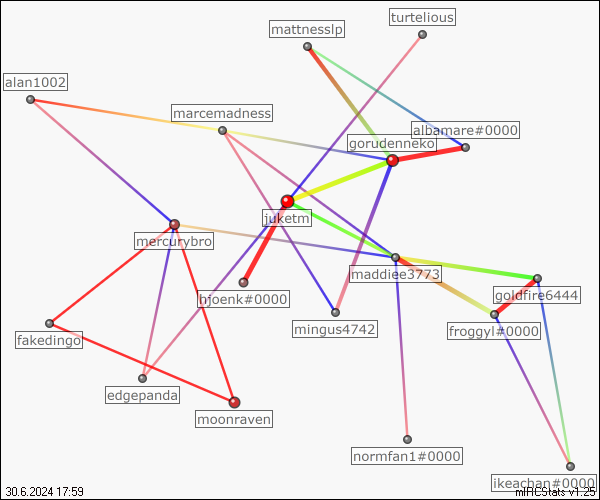 turtelious
mattnesslp
alan1002
marcemadness
albamare#0000
gorudenneko
juketm
mercurybro
maddiee3773
goldfire6444
hjoenk#0000
mingus4742
froggyl#0000
fakedingo
edgepanda
moonraven
normfan1#0000
ikeachan#0000
30.6.2024 17:59
mIRCStats v1.25